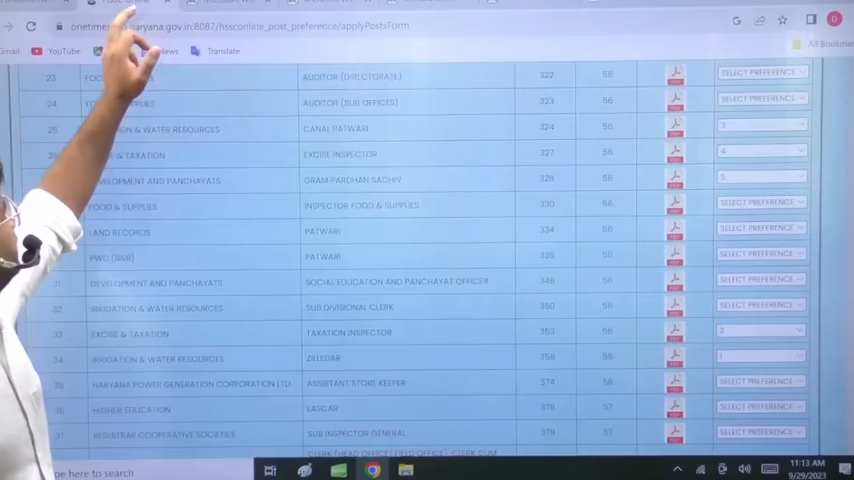 onetimere
aryana.gov.in:8087/hssconline_post_preference/applyPostsForm
YouTube News Translate All Bookmar
23 AUDITOR (DIRECTORATE) 322 56 SELECT PREFERENCE
24 AUDITOR (SUB OFFICES) 323 56 SELECT PREFERENCE
25 & WATER RESOURCES CANAL PATWARI 324 56 3
& TAXATION EXCISE INSPECTOR 327 56 4
AND PANCHAYATS GRAM PARDHAN SACHIV 328 56 5
FOOD & SUPPLIES INSPECTOR FOOD & SUPPLIES 330 56 SELECT PREFERENCE
LAND RECORDS PATWARI 334 56 SELECT PREFERENCE
PWD (B&R) PATWARI 335 56 SELECT PREFERENCE
31 DEVELOPMENT AND PANCHAYATS SOCIAL EDUCATION AND PANCHAYAT OFFICER 346 56 SELECT PREFERENCE
32 IRRIGATION & WATER RESOURCES SUB DIVISIONAL CLERK 350 56 SELECT PREFERENCE
33 EXCISE & TAXATION TAXATION INSPECTOR 353 56 2
34 IRRIGATION & WATER RESOURCES ZILLEDAR 356 56 1
35 HARYANA POWER GENERATION CORPORATION LTD ASSISTANT STORE KEEPER 374 56 SELECT PREFERENCE
36 HIGHER EDUCATION LASCAR 378 57 SELECT PREFERENCE
37 REGISTRAR COOPERATIVE SOCIETIES SUB INSPECTOR GENERAL 379 57 SELECT PREFERENCE
pe here to search
11:13 AM
9/29/2023